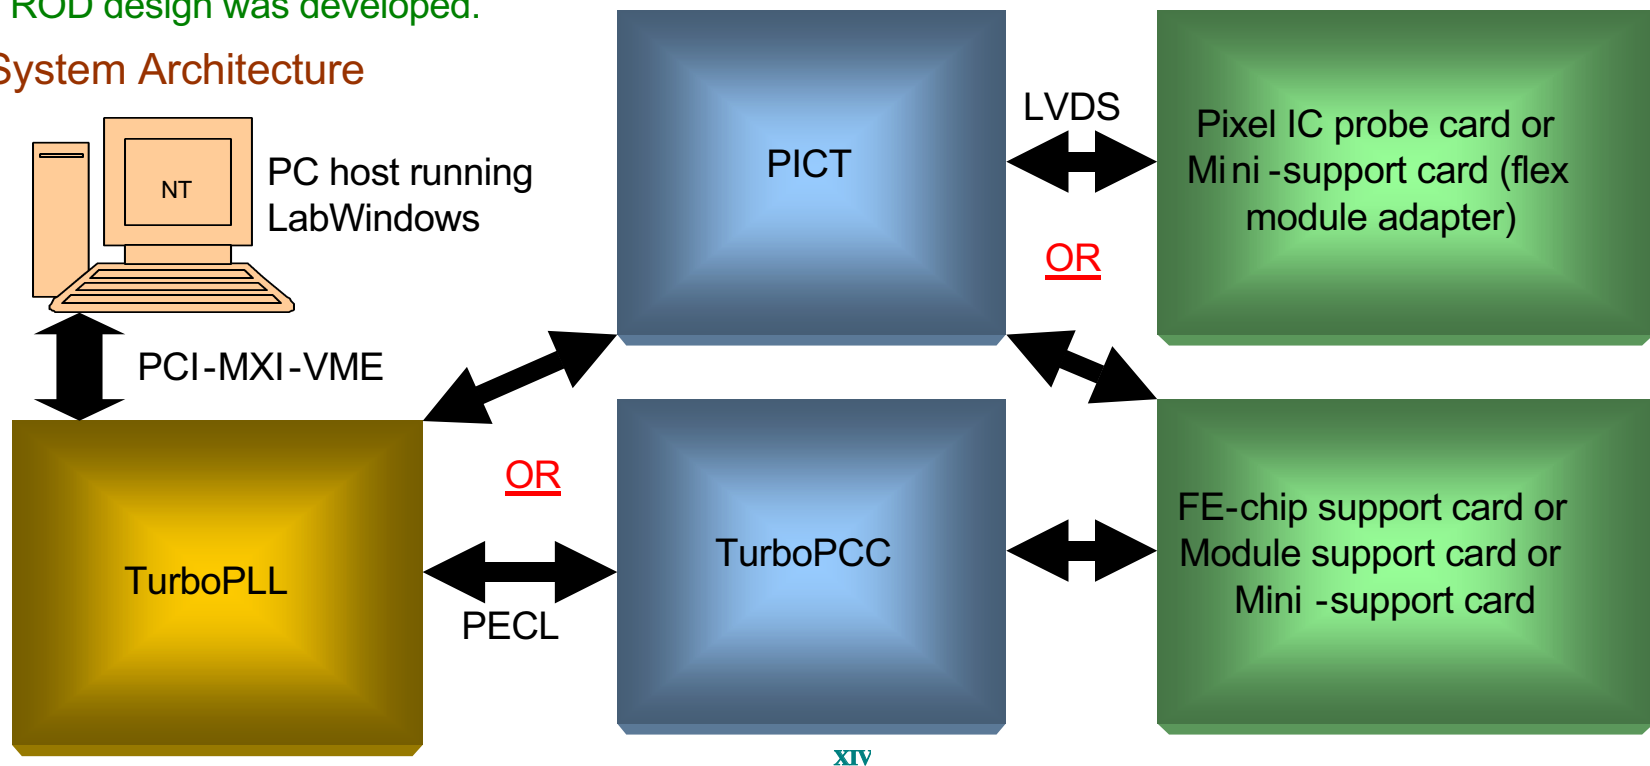 ROD design was developed.
System Architecture
NT
PC host running
LabWindows
PCI-MXI-VME
TurboPLL
OR
PECL
PICT
TurboPCC
LVDS
OR
Pixel IC probe card or
Mini -support card (flex
module adapter)
FE-chip support card or
Module support card or
Mini -support card
xiv